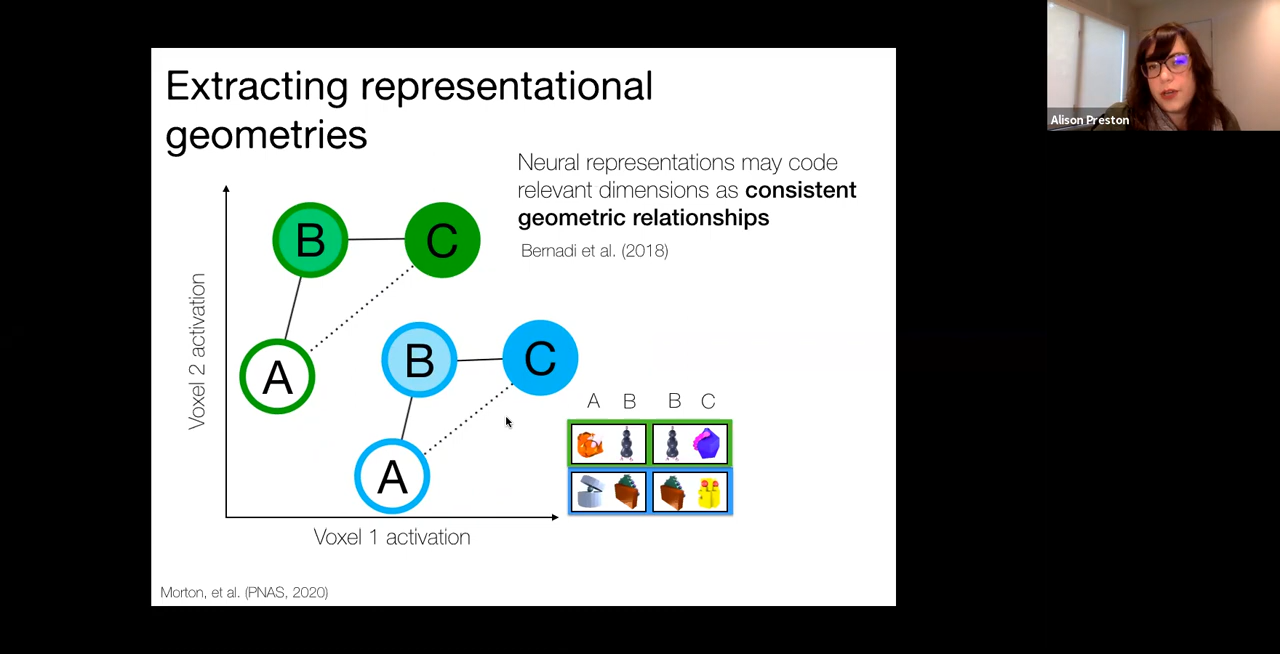 Extracting representational
geometries
Neural representations may code
relevant dimensions as consistent
geometric relationships
Bernadi et al. (2018)
Voxel 2 activation
B
C
A
B
C
A
A B B C
Voxel 1 activation
Morton, et al. (PNAS, 2020)
Alison Preston